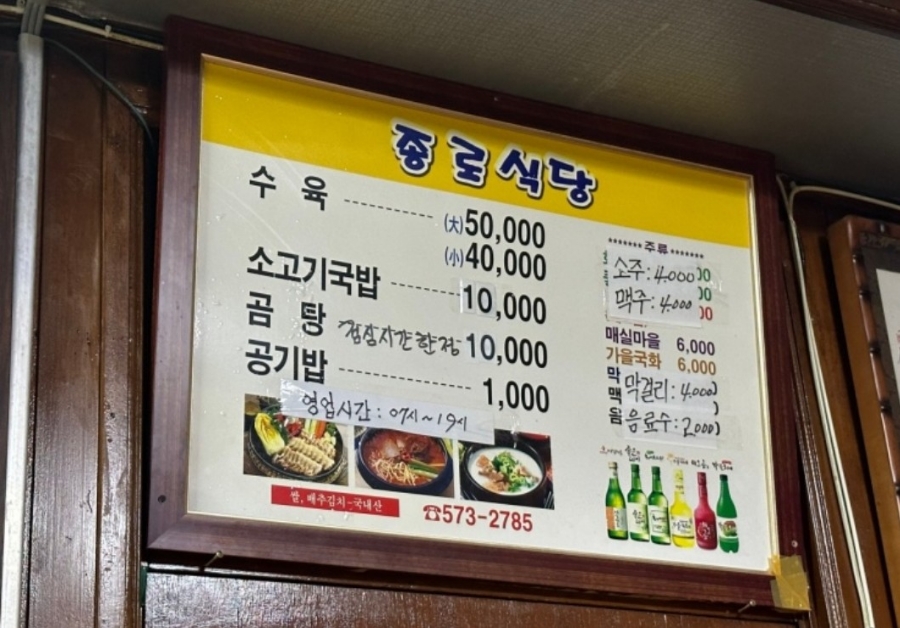 종로식당
수 육 ---------- (大)50,000
(小)40,000
소고기국밥 ---------- 10,000
곰 탕 점심시간 한정 10,000
공기밥 ---------- 1,000
영업시간 : 07시~19시
쌀, 배추김치-국내산
☎573-2785
******* 주류 *******
소주 : 4.000
맥주 : 4.000
매실마을 6,000
가을국화 6,000
막걸리 : 4.000
음료수 : 2.000